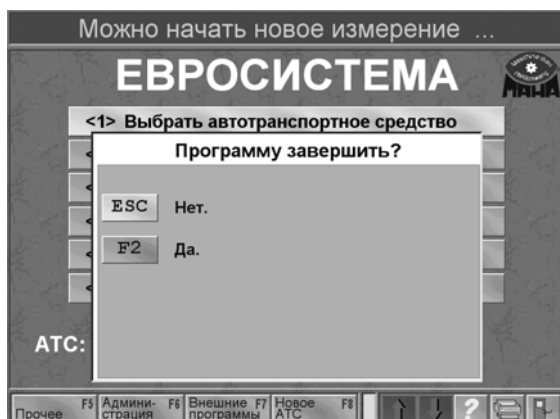 Можно начать новое измерение ...
ЕВРОСИСТЕМА
МАНА
<1> Выбрать автотранспортное средство
Программу завершить?
ESC Нет.
F2 Да.
АТС:
Прочее F5
Админи- страция F6
Внешние программы F7
Новое АТС F8
?